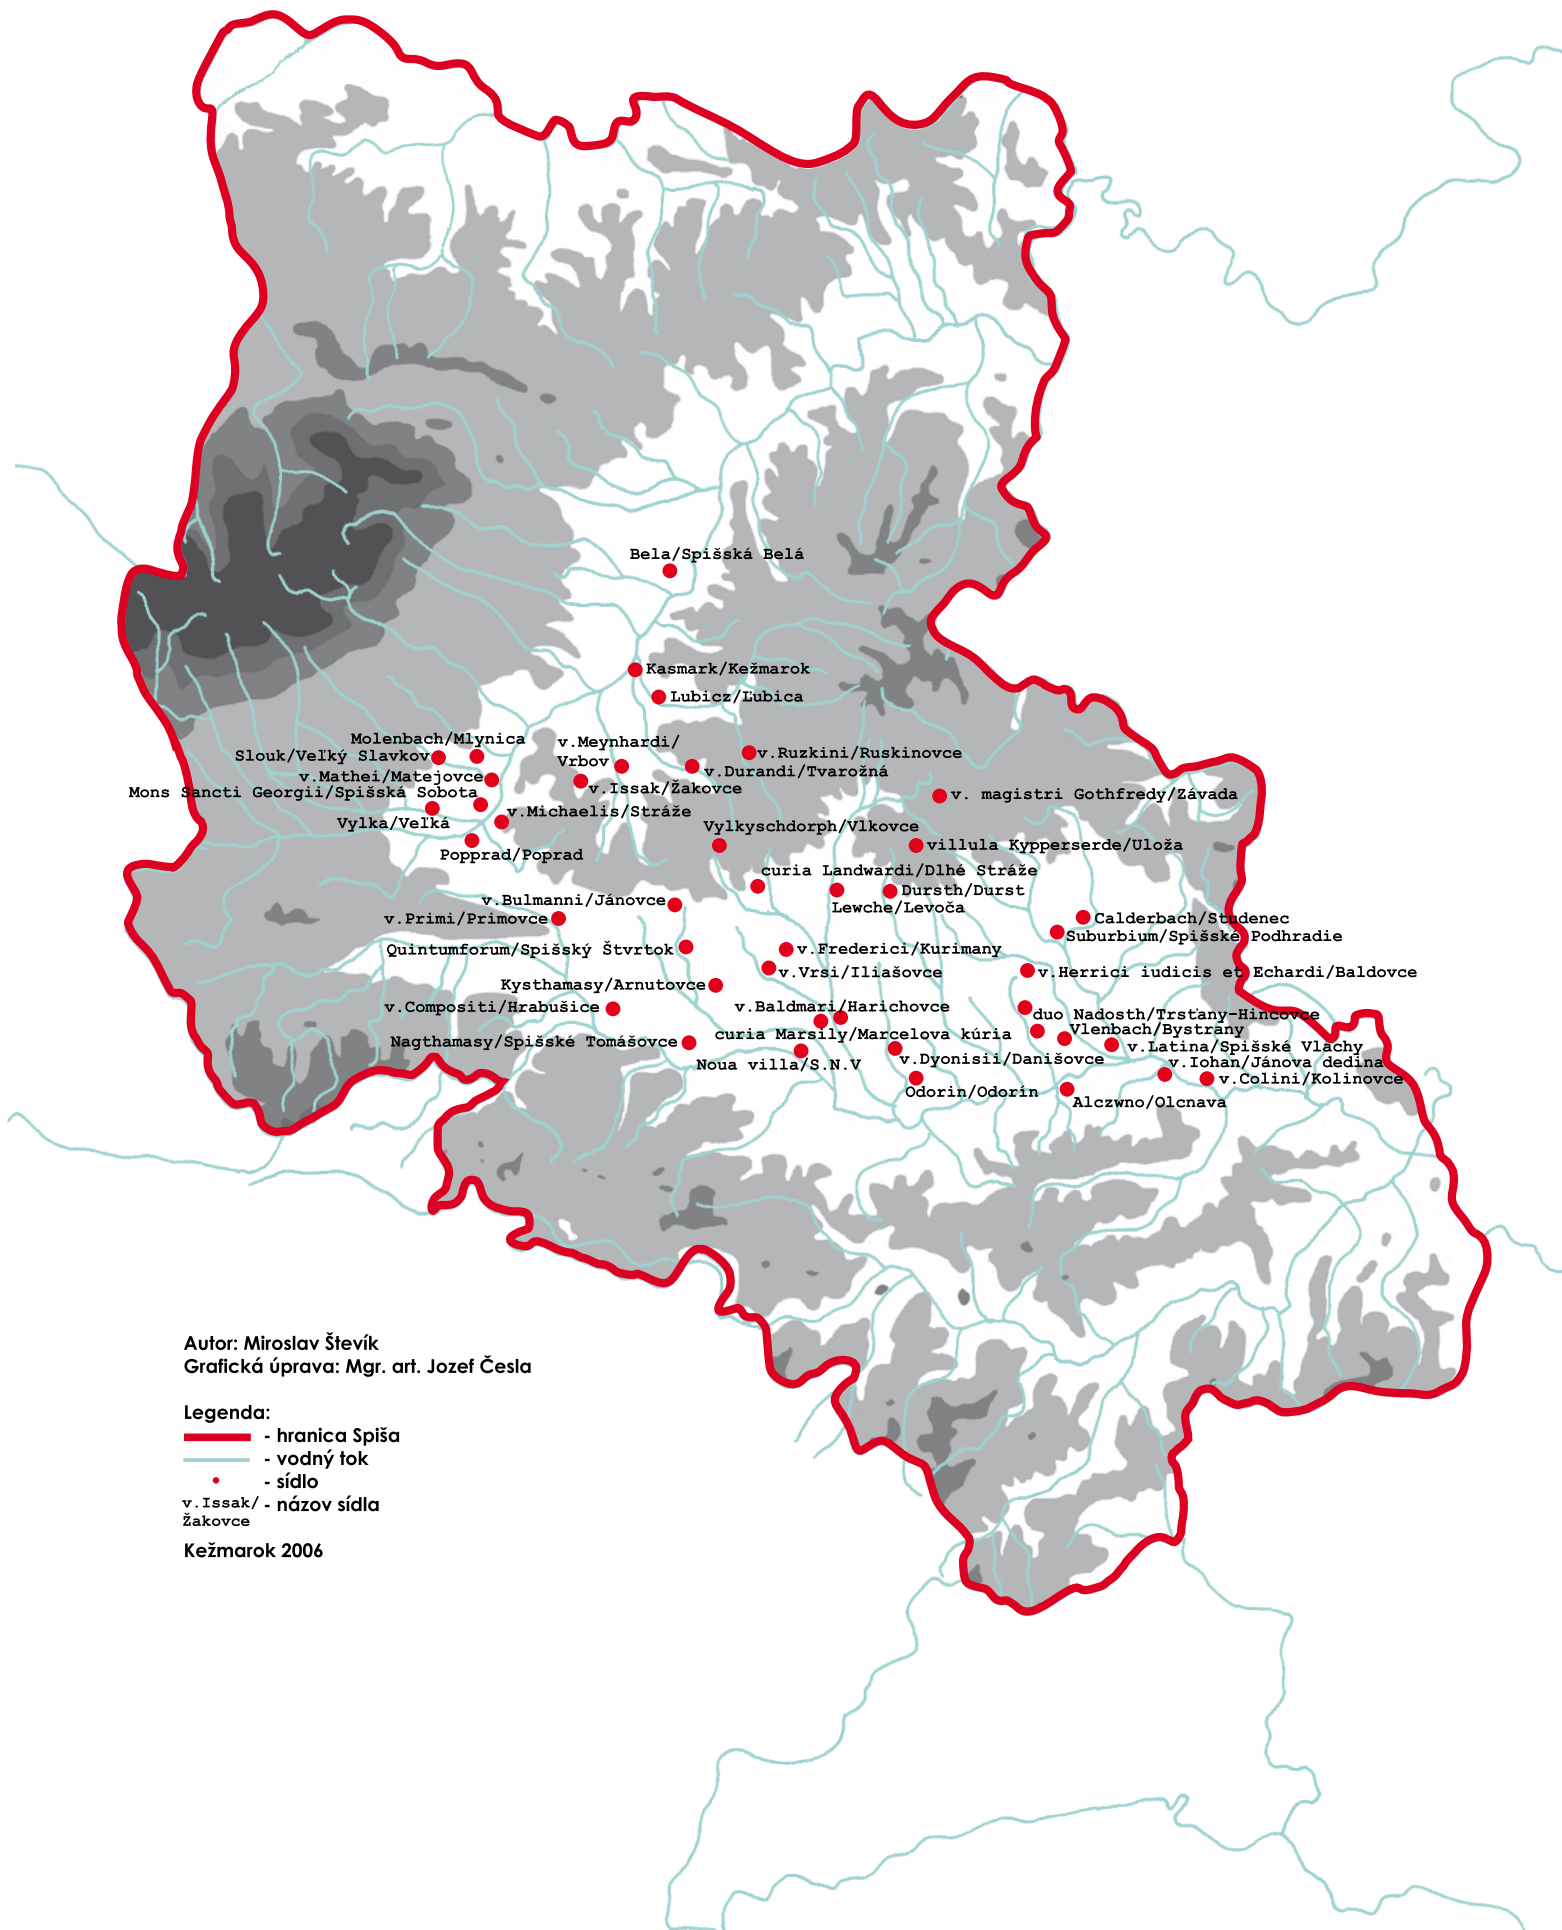 Bela/Spišská Belá
Kasmark/Kežmarok
Lubicz/Ľubica
Molenbach/Mlynica
v.Meynhardi/
Vrbov
Slouk/Veľký Slavkov
v.Ruzkini/Ruskinovce
v.Mathei/Matejovce
v.Durandi/Tvarožná
v.Issak/Žakovce
Mons Sancti Georgii/Spišská Sobota
v. magistri Gothfredy/Závada
v.Michaelis/Stráže
Vylka/Veľká
Vylkyschdorph/Vlkovce
villula Kypperserde/Uloža
Popprad/Poprad
curia Landwardi/Dlhé Stráže
Dursth/Durst
v.Bulmanni/Jánovce
Lewche/Levoča
v.Primi/Primovce
Calderbach/Studenec
Suburbium/Spišské Podhradie
Quintumforum/Spišský Štvrtok
v.Frederici/Kurimany
v.Vrsi/Iliašovce
v.Herrici iudicis et Echardi/Baldovce
Kysthamasy/Arnutovce
v.Compositi/Hrabušice
v.Baldmari/Harichovce
duo Nadosth/Trsťany-Hincovce
Vlenbach/Bystrany
curia Marsily/Marcelova kúria
Nagthamasy/Spišské Tomášovce
v.Latina/Spišské Vlachy
v.Dyonisii/Danišovce
Noua villa/S.N.V
v.Iohan/Jánova dedina
v.Colini/Kolinovce
Odorin/Odorín
Alczwno/Olcnava
Autor: Miroslav Števík
Grafická úprava: Mgr. art. Jozef Česla
Legenda:
- hranica Spiša
- vodný tok
- sídlo
v.Issak/ - názov sídla
Žakovce
Kežmarok 2006